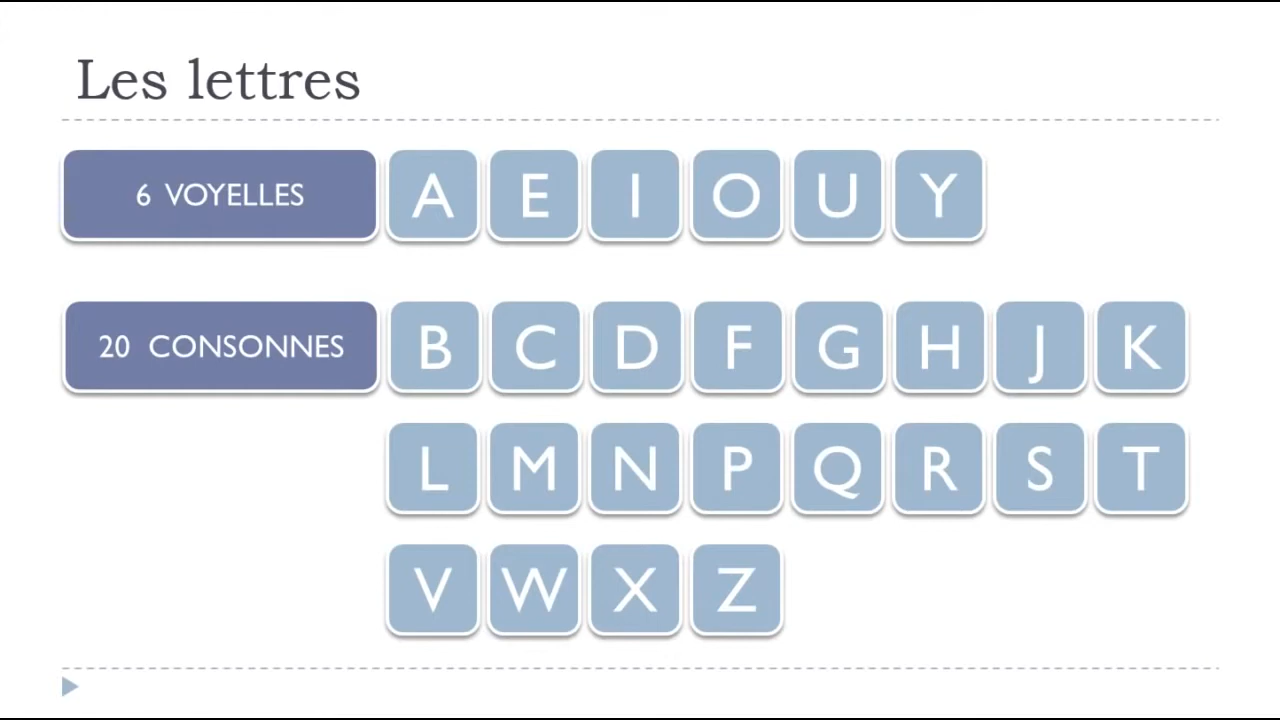 Les lettres
6 VOYELLES A E I O U Y
20 CONSONNES B C D F G H J K
L M N P Q R S T
V W X Z